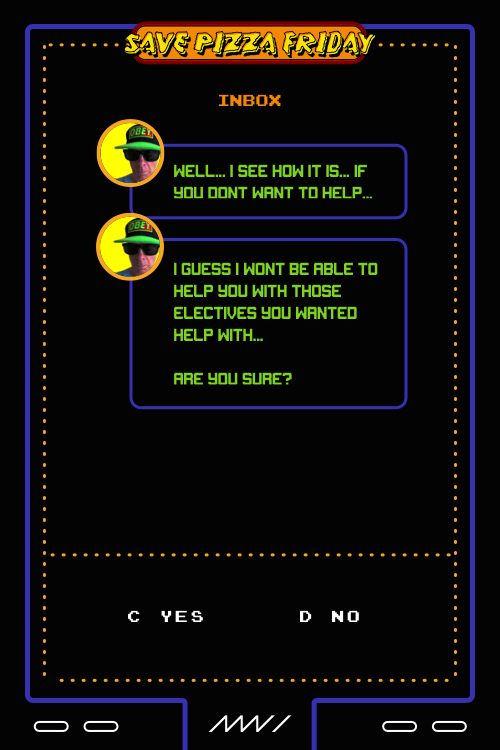 SAVE PIZZA FRIDAY
INBOX
WELL... I SEE HOW IT IS... IF
YOU DONT WANT TO HELP...
I GUESS I WONT BE ABLE TO
HELP YOU WITH THOSE
ELECTIVES YOU WANTED
HELP WITH...
ARE YOU SURE?
C YES D NO